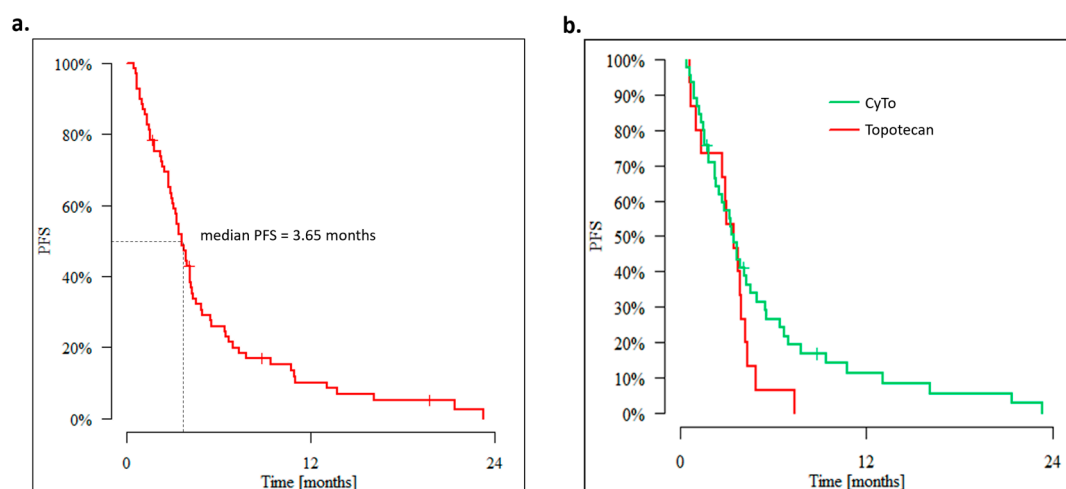 a.
100%
80%
60%
40%
20%
0%
PFS
median PFS = 3.65 months
0
12
24
Time [months]
b.
100%
90%
80%
70%
60%
50%
40%
30%
20%
10%
0%
PFS
CyTo
Topotecan
0
12
24
Time [months]